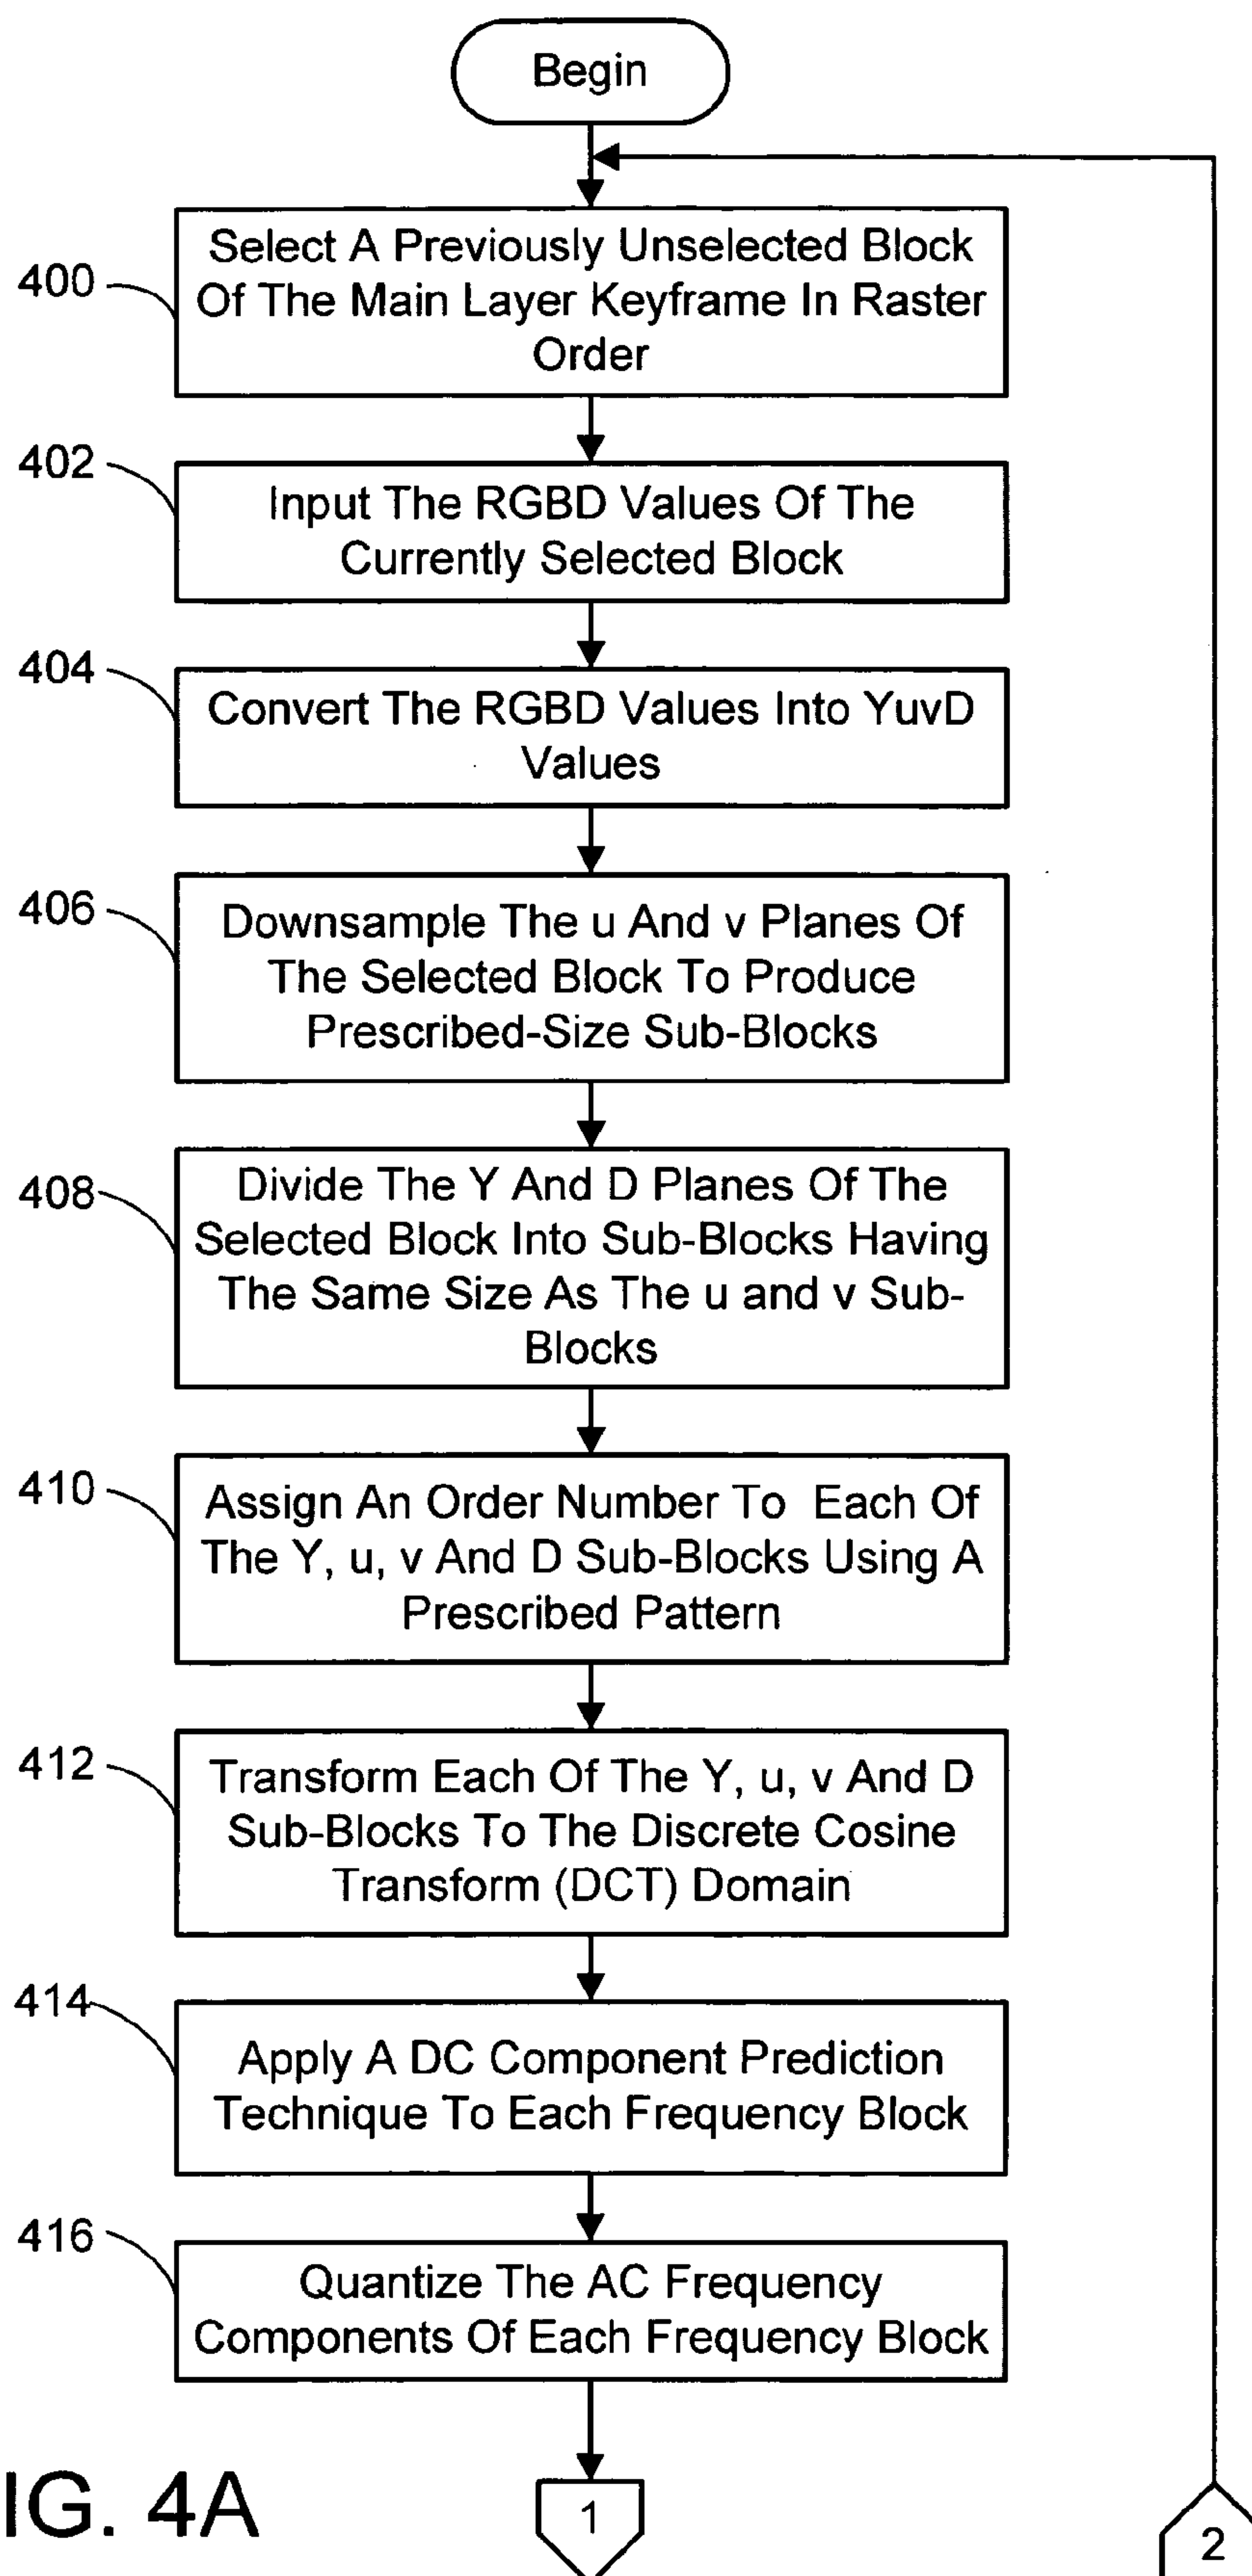 Begin
400
Select A Previously Unselected Block
Of The Main Layer Keyframe In Raster
Order
402
Input The RGBD Values Of The
Currently Selected Block
404
Convert The RGBD Values Into YuvD
Values
406
Downsample The u And v Planes Of
The Selected Block To Produce
Prescribed-Size Sub-Blocks
408
Divide The Y And D Planes Of The
Selected Block Into Sub-Blocks Having
The Same Size As The u and v Sub-
Blocks
410
Assign An Order Number To Each Of
The Y, u, v And D Sub-Blocks Using A
Prescribed Pattern
412
Transform Each Of The Y, u, v And D
Sub-Blocks To The Discrete Cosine
Transform (DCT) Domain
414
Apply A DC Component Prediction
Technique To Each Frequency Block
416
Quantize The AC Frequency
Components Of Each Frequency Block
IG. 4A
1
2